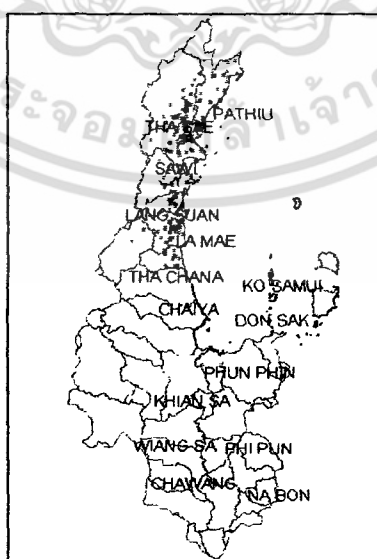 PATHIU
THA SAE
SAWI
LANG SUAN
LA MAE
THA CHANA
KO SAMUI
CHAIYA
DON SAK
PHUN PHIN
KHIAN SA
WIANG SA
PHI PUN
CHAWANG
NA BON